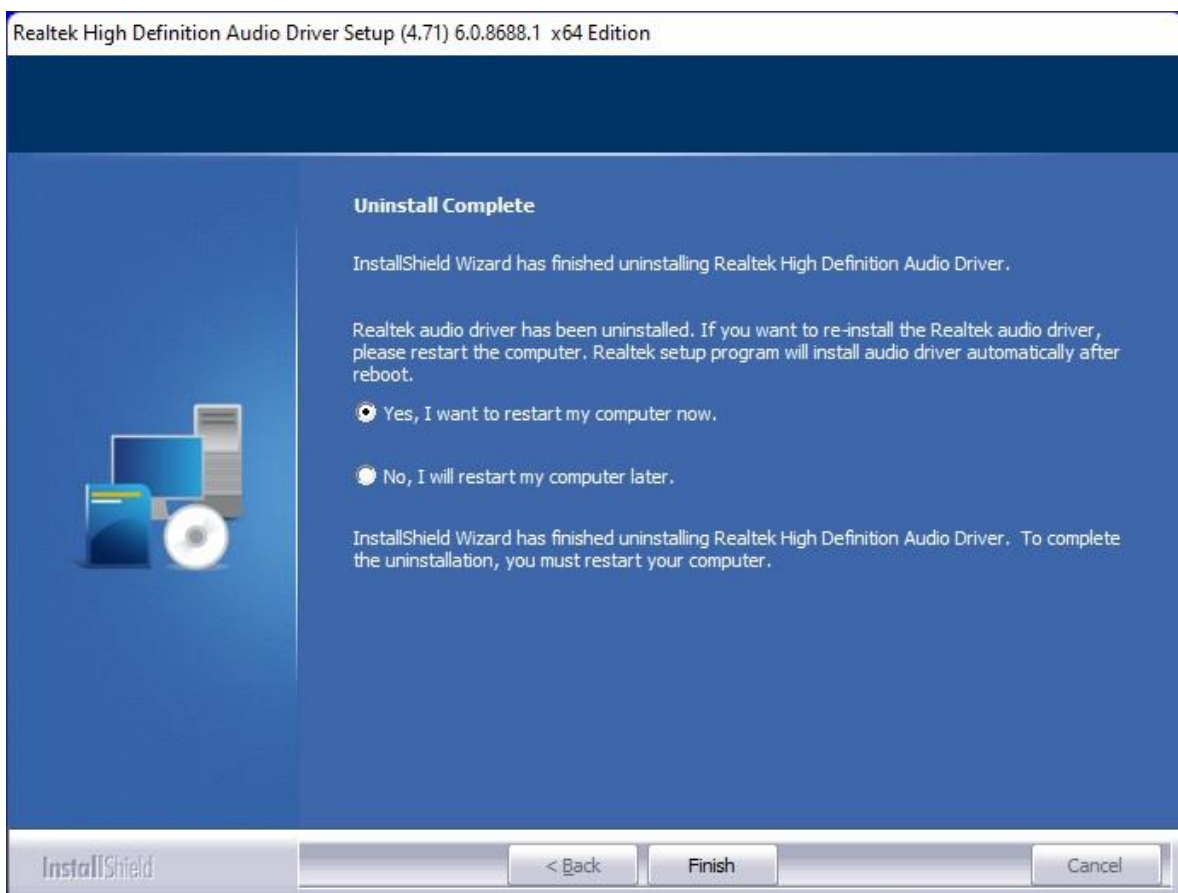 Realtek High Definition Audio Driver Setup (4.71) 6.0.8688.1 x64 Edition
Uninstall Complete
InstallShield Wizard has finished uninstalling Realtek High Definition Audio Driver.
Realtek audio driver has been uninstalled. If you want to re-install the Realtek audio driver,
please restart the computer. Realtek setup program will install audio driver automatically after
reboot.
Yes, I want to restart my computer now.
No, I will restart my computer later.
InstallShield Wizard has finished uninstalling Realtek High Definition Audio Driver. To complete
the uninstallation, you must restart your computer.
InstallShield
< Back
Finish
Cancel